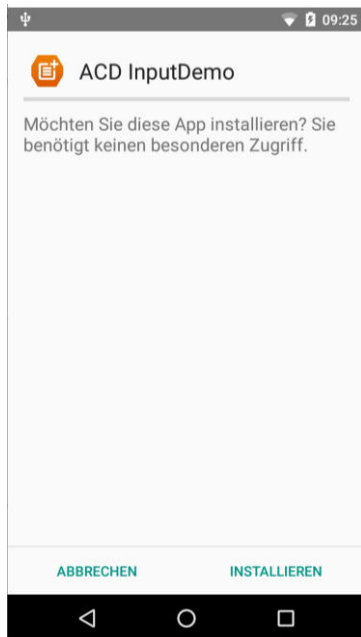 09:25
ACD InputDemo
Möchten Sie diese App installieren? Sie
benötigt keinen besonderen Zugriff.
ABBRECHEN INSTALLIEREN